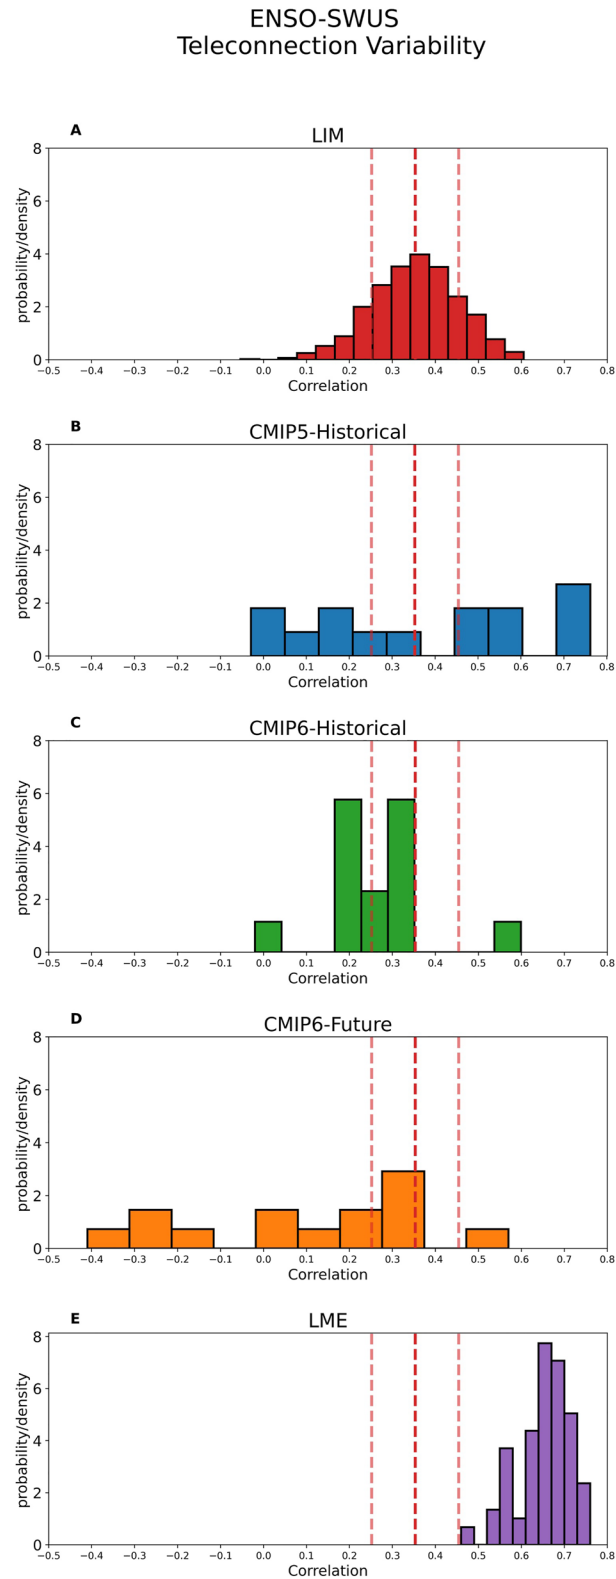 ENSO-SWUS
Teleconnection Variability
A
LIM
probability/density
8
6
4
2
0
−0.5 −0.4 −0.3 −0.2 −0.1 0.0 0.1 0.2 0.3 0.4 0.5 0.6 0.7 0.8
Correlation
B
CMIP5-Historical
probability/density
8
6
4
2
0
−0.5 −0.4 −0.3 −0.2 −0.1 0.0 0.1 0.2 0.3 0.4 0.5 0.6 0.7 0.8
Correlation
C
CMIP6-Historical
probability/density
8
6
4
2
0
−0.5 −0.4 −0.3 −0.2 −0.1 0.0 0.1 0.2 0.3 0.4 0.5 0.6 0.7 0.8
Correlation
D
CMIP6-Future
probability/density
8
6
4
2
0
−0.5 −0.4 −0.3 −0.2 −0.1 0.0 0.1 0.2 0.3 0.4 0.5 0.6 0.7 0.8
Correlation
E
LME
probability/density
8
6
4
2
0
−0.5 −0.4 −0.3 −0.2 −0.1 0.0 0.1 0.2 0.3 0.4 0.5 0.6 0.7 0.8
Correlation